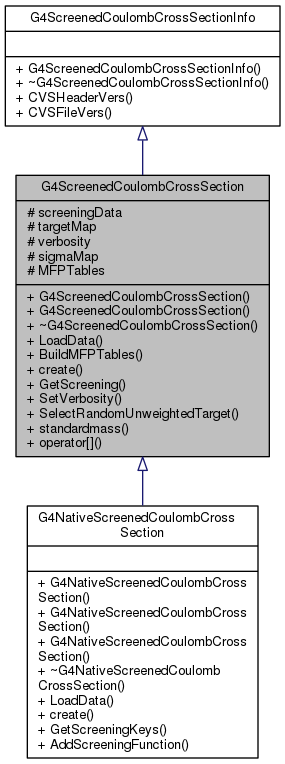 G4ScreenedCoulombCrossSectionInfo
+ G4ScreenedCoulombCrossSectionInfo()
+ ~G4ScreenedCoulombCrossSectionInfo()
+ CVSHeaderVers()
+ CVSFileVers()
G4ScreenedCoulombCrossSection
# screeningData
# targetMap
# verbosity
# sigmaMap
# MFPTables
+ G4ScreenedCoulombCrossSection()
+ G4ScreenedCoulombCrossSection()
+ ~G4ScreenedCoulombCrossSection()
+ LoadData()
+ BuildMFPTables()
+ create()
+ GetScreening()
+ SetVerbosity()
+ SelectRandomUnweightedTarget()
+ standardmass()
+ operator[]()
G4NativeScreenedCoulombCross
Section
+ G4NativeScreenedCoulombCross
Section()
+ G4NativeScreenedCoulombCross
Section()
+ G4NativeScreenedCoulombCross
Section()
+ ~G4NativeScreenedCoulomb
CrossSection()
+ LoadData()
+ create()
+ GetScreeningKeys()
+ AddScreeningFunction()